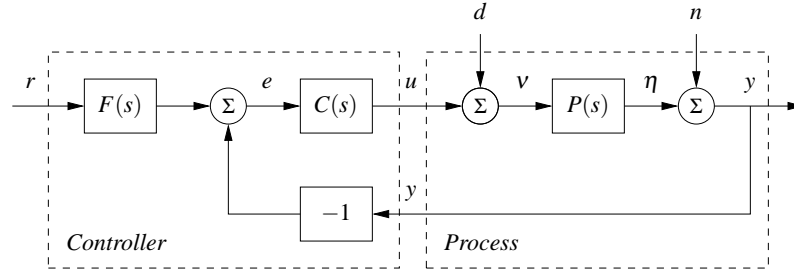 d
n
r
F(s)
Σ
e
C(s)
u
Σ
ν
P(s)
η
Σ
y
−1
y
Controller
Process